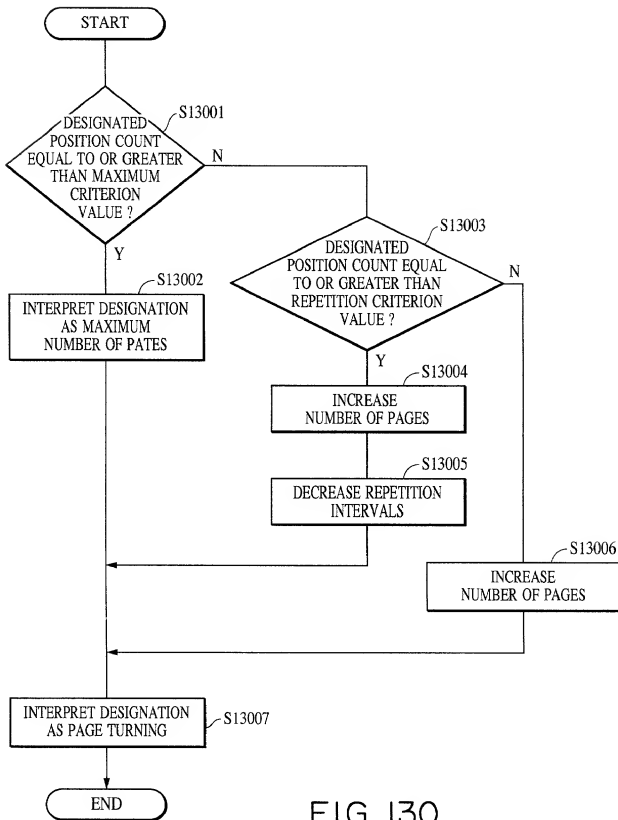 START
S13001
DESIGNATED
POSITION COUNT
EQUAL TO OR GREATER
THAN MAXIMUM
CRITERION
VALUE ?
N
Y
S13002
INTERPRET DESIGNATION
AS MAXIMUM
NUMBER OF PATES
S13003
DESIGNATED
POSITION COUNT EQUAL
TO OR GREATER THAN
REPETITION CRITERION
VALUE ?
N
Y
S13004
INCREASE
NUMBER OF PAGES
S13005
DECREASE REPETITION
INTERVALS
S13006
INCREASE
NUMBER OF PAGES
INTERPRET DESIGNATION
AS PAGE TURNING
S13007
END
FIG. 130